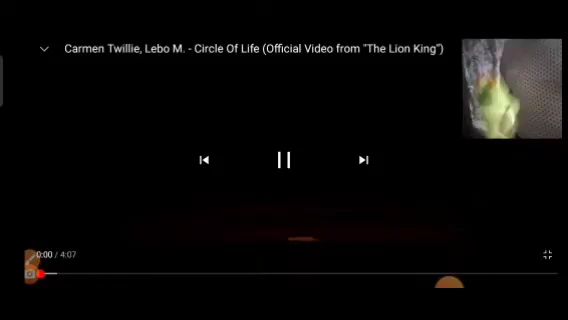 Carmen Twillie, Lebo M. - Circle Of Life (Official Video from "The Lion King")
0:00 / 4:07